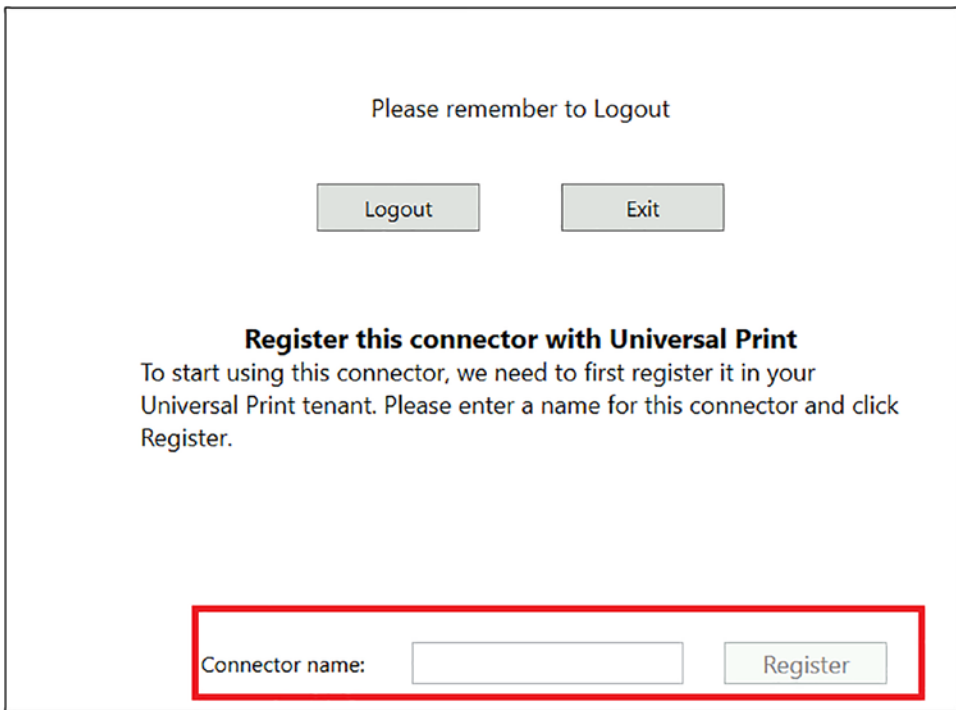 Please remember to Logout
Logout Exit
Register this connector with Universal Print
To start using this connector, we need to first register it in your
Universal Print tenant. Please enter a name for this connector and click
Register.
Connector name: Register